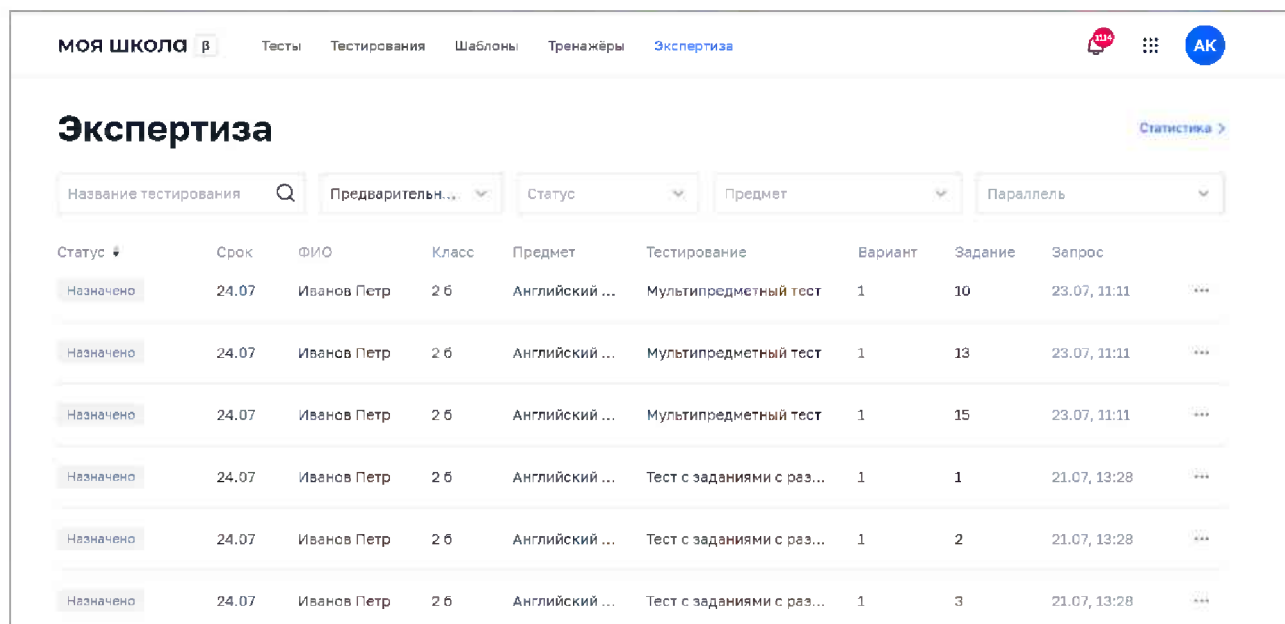 моя школа β Тесты Тестирования Шаблоны Тренажёры Экспертиза 1114 АК
Экспертиза Статистика
Название тестирования Предварительн... Статус Предмет Параллель
Статус Срок ФИО Класс Предмет Тестирование Вариант Задание Запрос
Назначено 24.07 Иванов Петр 2 б Английский ... Мультипредметный тест 1 10 23.07, 11:11 ...
Назначено 24.07 Иванов Петр 2 б Английский ... Мультипредметный тест 1 13 23.07, 11:11 ...
Назначено 24.07 Иванов Петр 2 б Английский ... Мультипредметный тест 1 15 23.07, 11:11 ...
Назначено 24.07 Иванов Петр 2 б Английский ... Тест с заданиями с раз... 1 1 21.07, 13:28 ...
Назначено 24.07 Иванов Петр 2 б Английский ... Тест с заданиями с раз... 1 2 21.07, 13:28 ...
Назначено 24.07 Иванов Петр 2 б Английский ... Тест с заданиями с раз... 1 3 21.07, 13:28 ...